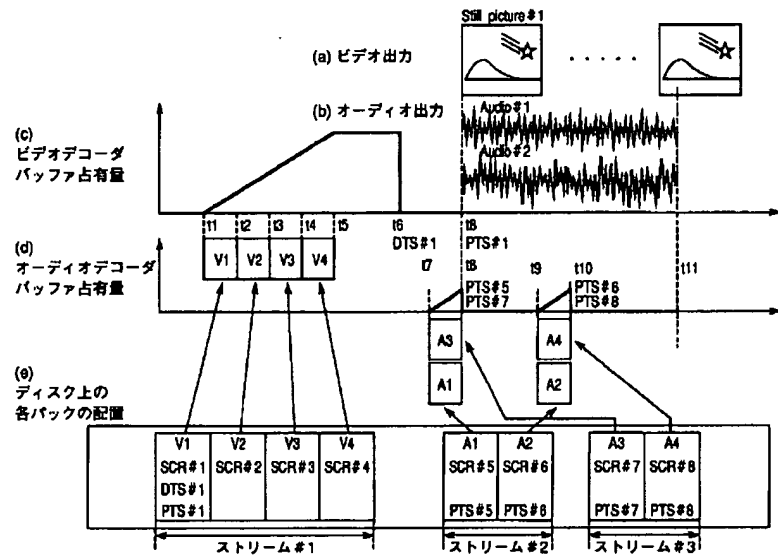 Still picture#1
(a) ビデオ出力
. . . . .
(b) オーディオ出力
Audio#1
Audio#2
(c)
ビデオデコーダ
バッファ占有量
t1 t2 t3 t4 t5 t6 t8
DTS#1 PTS#1
V1 V2 V3 V4
(d)
オーディオデコーダ
バッファ占有量
t7 t8 t9 t10 t11
PTS#5 PTS#6
PTS#7 PTS#8
A3 A4
A1 A2
(e)
ディスク上の
各パックの配置
V1 V2 V3 V4 A1 A2 A3 A4
SCR#1 SCR#2 SCR#3 SCR#4 SCR#5 SCR#6 SCR#7 SCR#8
DTS#1
PTS#1 PTS#5 PTS#6 PTS#7 PTS#8
ストリーム#1 ストリーム#2 ストリーム#3